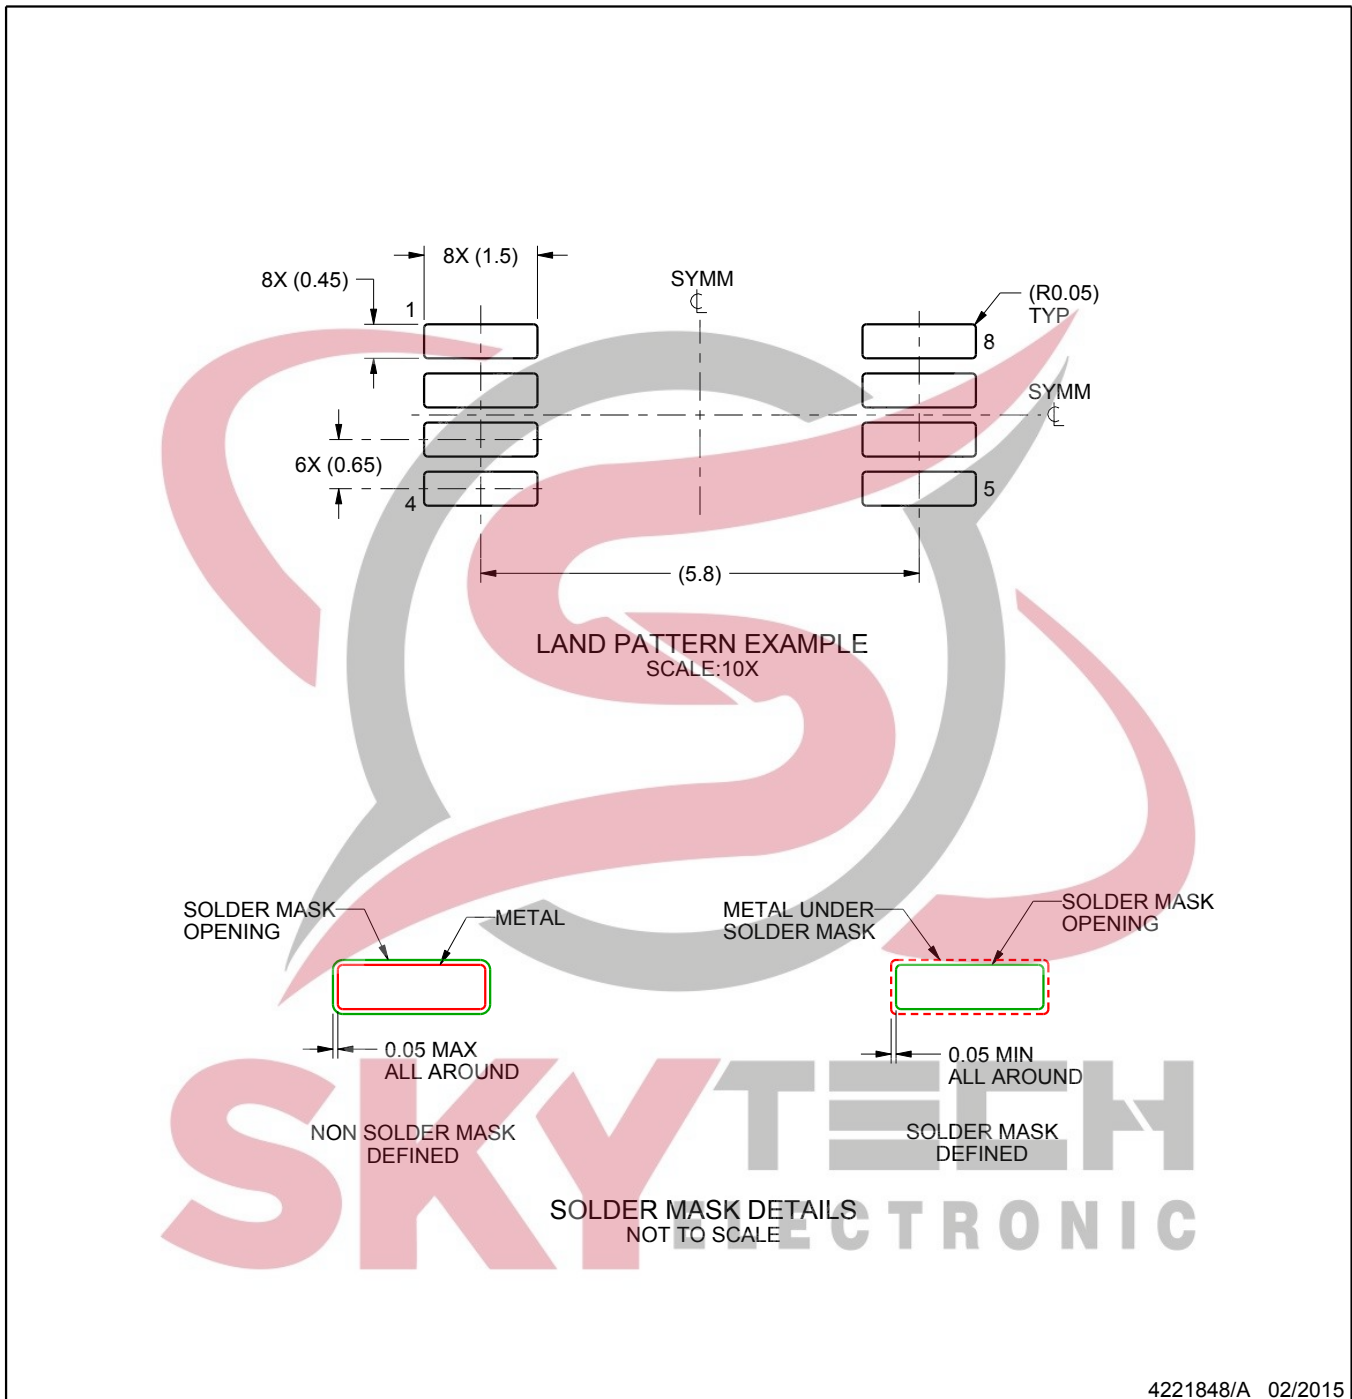 8X (1.5)
8X (0.45)
SYMM
℄
(R0.05)
TYP
1
8
SYMM
℄
6X (0.65)
4
5
(5.8)
LAND PATTERN EXAMPLE
SCALE:10X
SOLDER MASK
OPENING
METAL
METAL UNDER
SOLDER MASK
SOLDER MASK
OPENING
0.05 MAX
ALL AROUND
0.05 MIN
ALL AROUND
NON SOLDER MASK
DEFINED
SOLDER MASK
DEFINED
SKYTECH
ELECTRONIC
SOLDER MASK DETAILS
NOT TO SCALE
4221848/A 02/2015